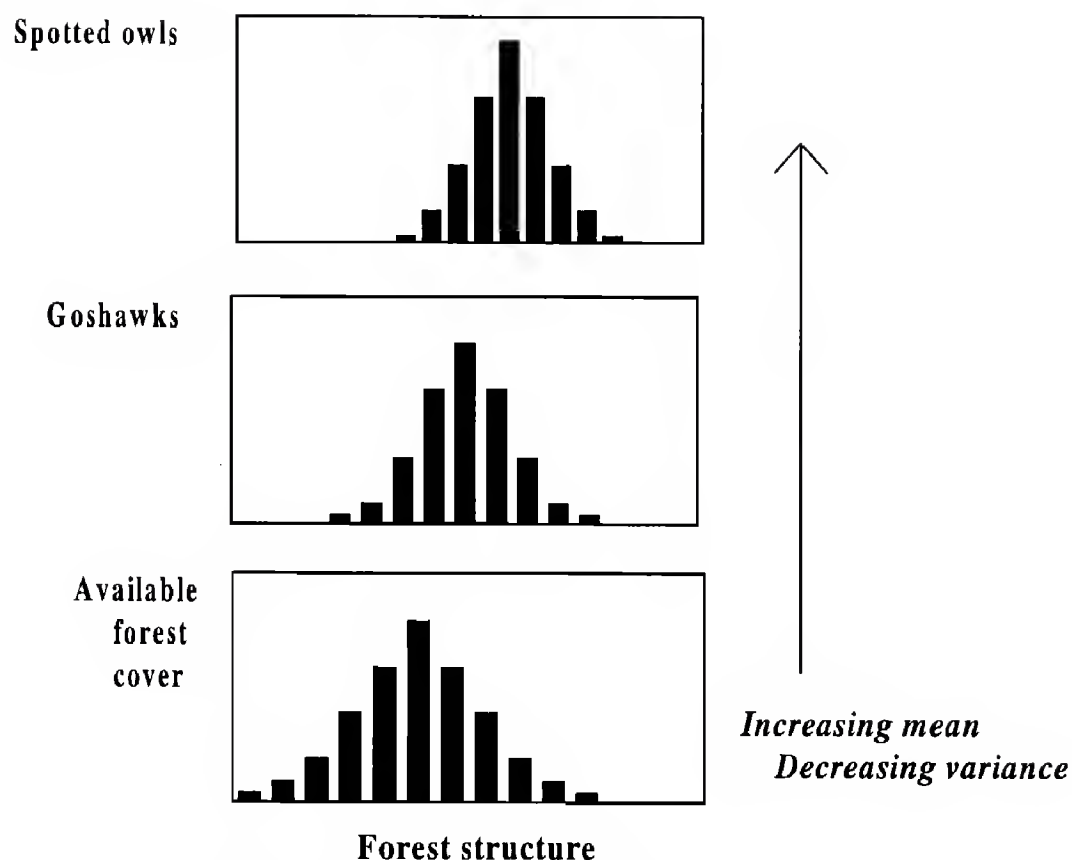 Spotted owls
Goshawks
Available
forest
cover
Increasing mean
Decreasing variance
Forest structure